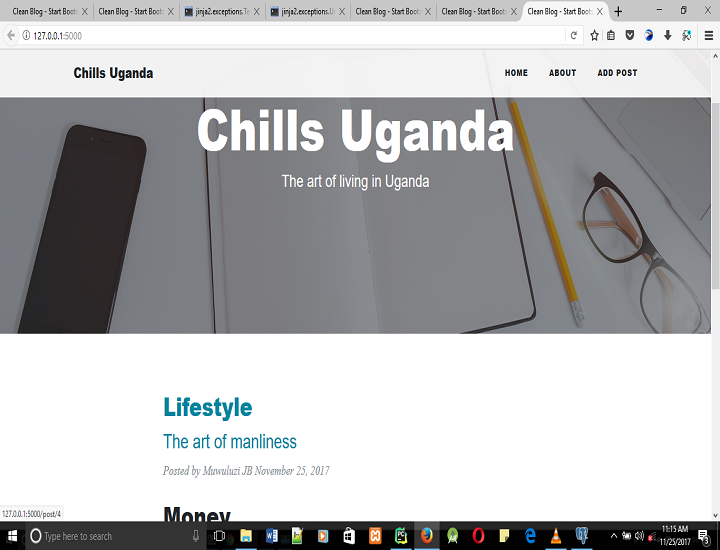 Clean Blog - Start Boots
Clean Blog - Start Boots
jinja2.exceptions.Te
jinja2.exceptions.Un
Clean Blog - Start Boots
Clean Blog - Start Boots
Clean Blog - Start Boots
127.0.0.1:5000
Chills Uganda
HOME
ABOUT
ADD POST
Chills Uganda
The art of living in Uganda
Lifestyle
The art of manliness
Posted by Muwuluzi JB November 25, 2017
Money
127.0.0.1:5000/post/4
Type here to search
11:15 AM
11/25/2017
3